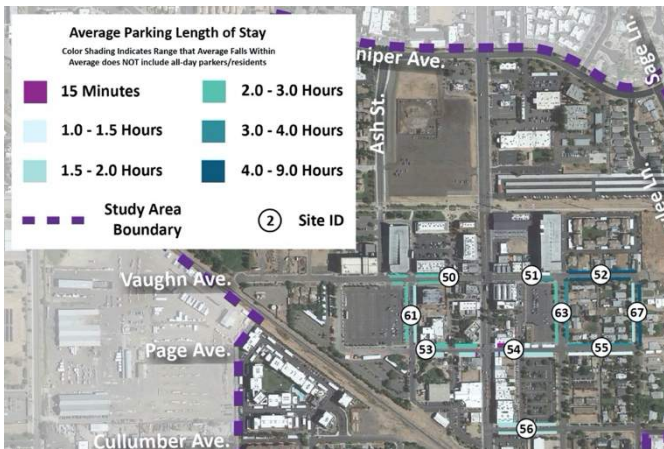 Average Parking Length of Stay
Color Shading Indicates Range that Average Falls Within
Average does NOT include all-day parkers/residents
15 Minutes
2.0 - 3.0 Hours
1.0 - 1.5 Hours
3.0 - 4.0 Hours
1.5 - 2.0 Hours
4.0 - 9.0 Hours
Study Area
Boundary
2 Site ID
niper Ave.
Sage Ln
Ash St.
Vaughn Ave.
50
51
52
61
63
67
Page Ave.
53
54
55
56
Cullumber Ave.